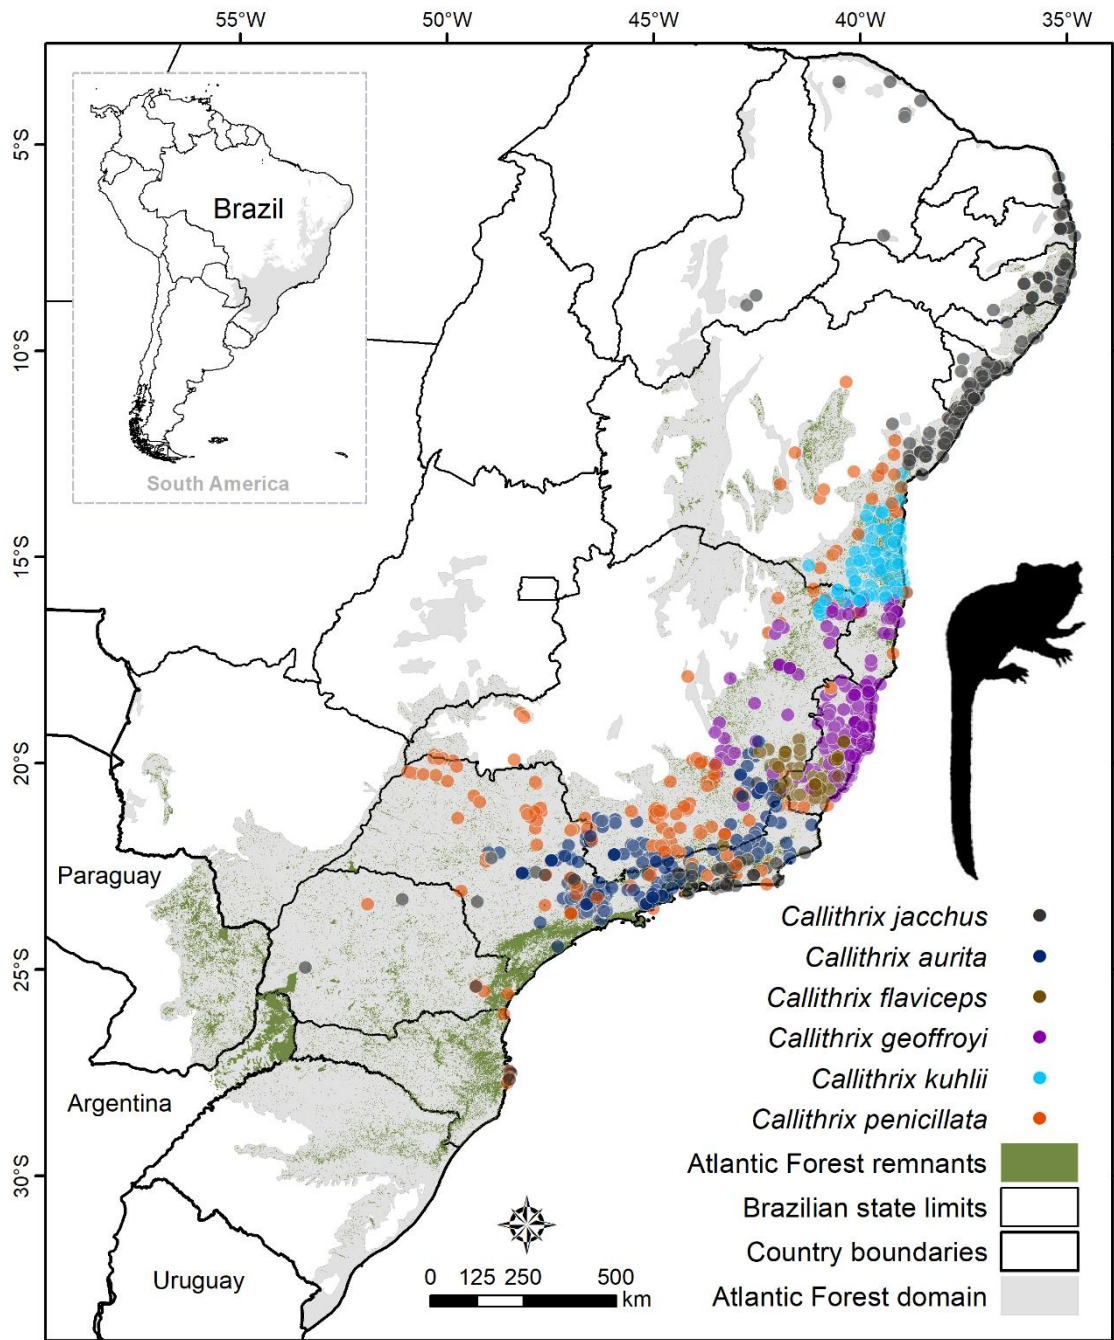 55°W 50°W 45°W 40°W 35°W
5°S
10°S
15°S
20°S
25°S
30°S
Brazil
South America
Paraguay
Argentina
Uruguay
Callithrix jacchus
Callithrix aurita
Callithrix flaviceps
Callithrix geoffroyi
Callithrix kuhlii
Callithrix penicillata
Atlantic Forest remnants
Brazilian state limits
Country boundaries
Atlantic Forest domain
0 125 250 500
km